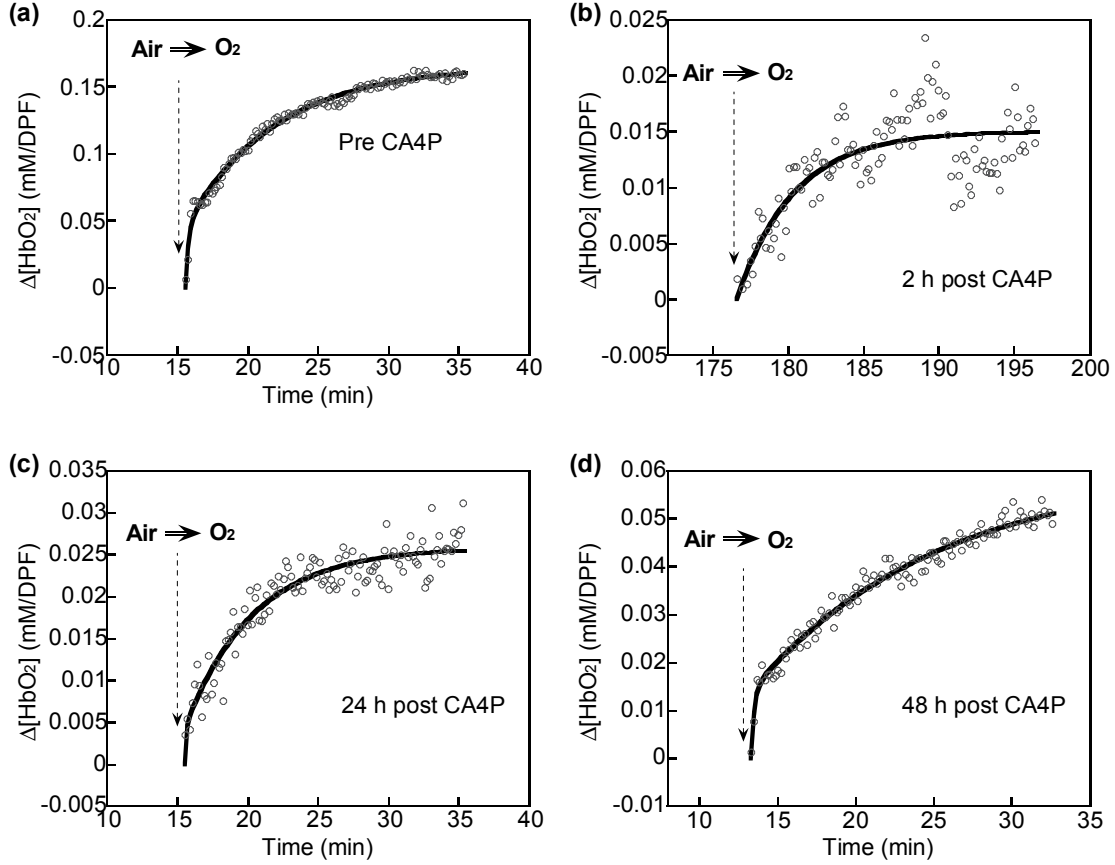 (a)
0.2
0.15
0.1
0.05
0
-0.05
Δ[HbO2] (mM/DPF)
Air ⇒ O2
Pre CA4P
10 15 20 25 30 35 40
Time (min)
(b)
0.025
0.02
0.015
0.01
0.005
0
-0.005
Δ[HbO2] (mM/DPF)
Air ⇒ O2
2 h post CA4P
175 180 185 190 195 200
Time (min)
(c)
0.035
0.03
0.025
0.02
0.015
0.01
0.005
0
-0.005
Δ[HbO2] (mM/DPF)
Air ⇒ O2
24 h post CA4P
10 15 20 25 30 35 40
Time (min)
(d)
0.06
0.05
0.04
0.03
0.02
0.01
0
-0.01
Δ[HbO2] (mM/DPF)
Air ⇒ O2
48 h post CA4P
10 15 20 25 30 35
Time (min)